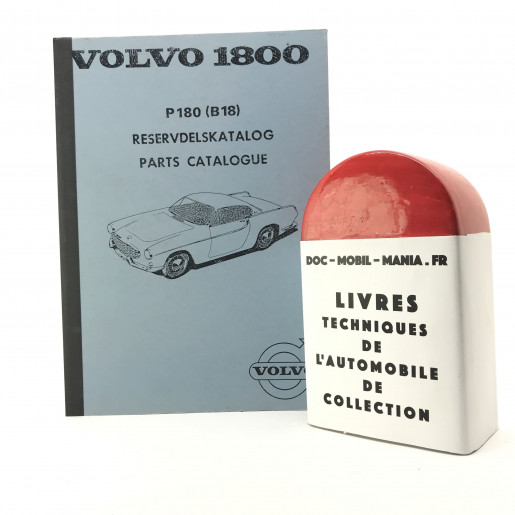 VOLVO 1800
P180 (B18)
RESERVDELSKATALOG
PARTS CATALOGUE
VOLVO
DOC-MOBIL-MANIA.FR
LIVRES
TECHNIQUES
DE
L'AUTOMOBILE
DE
COLLECTION